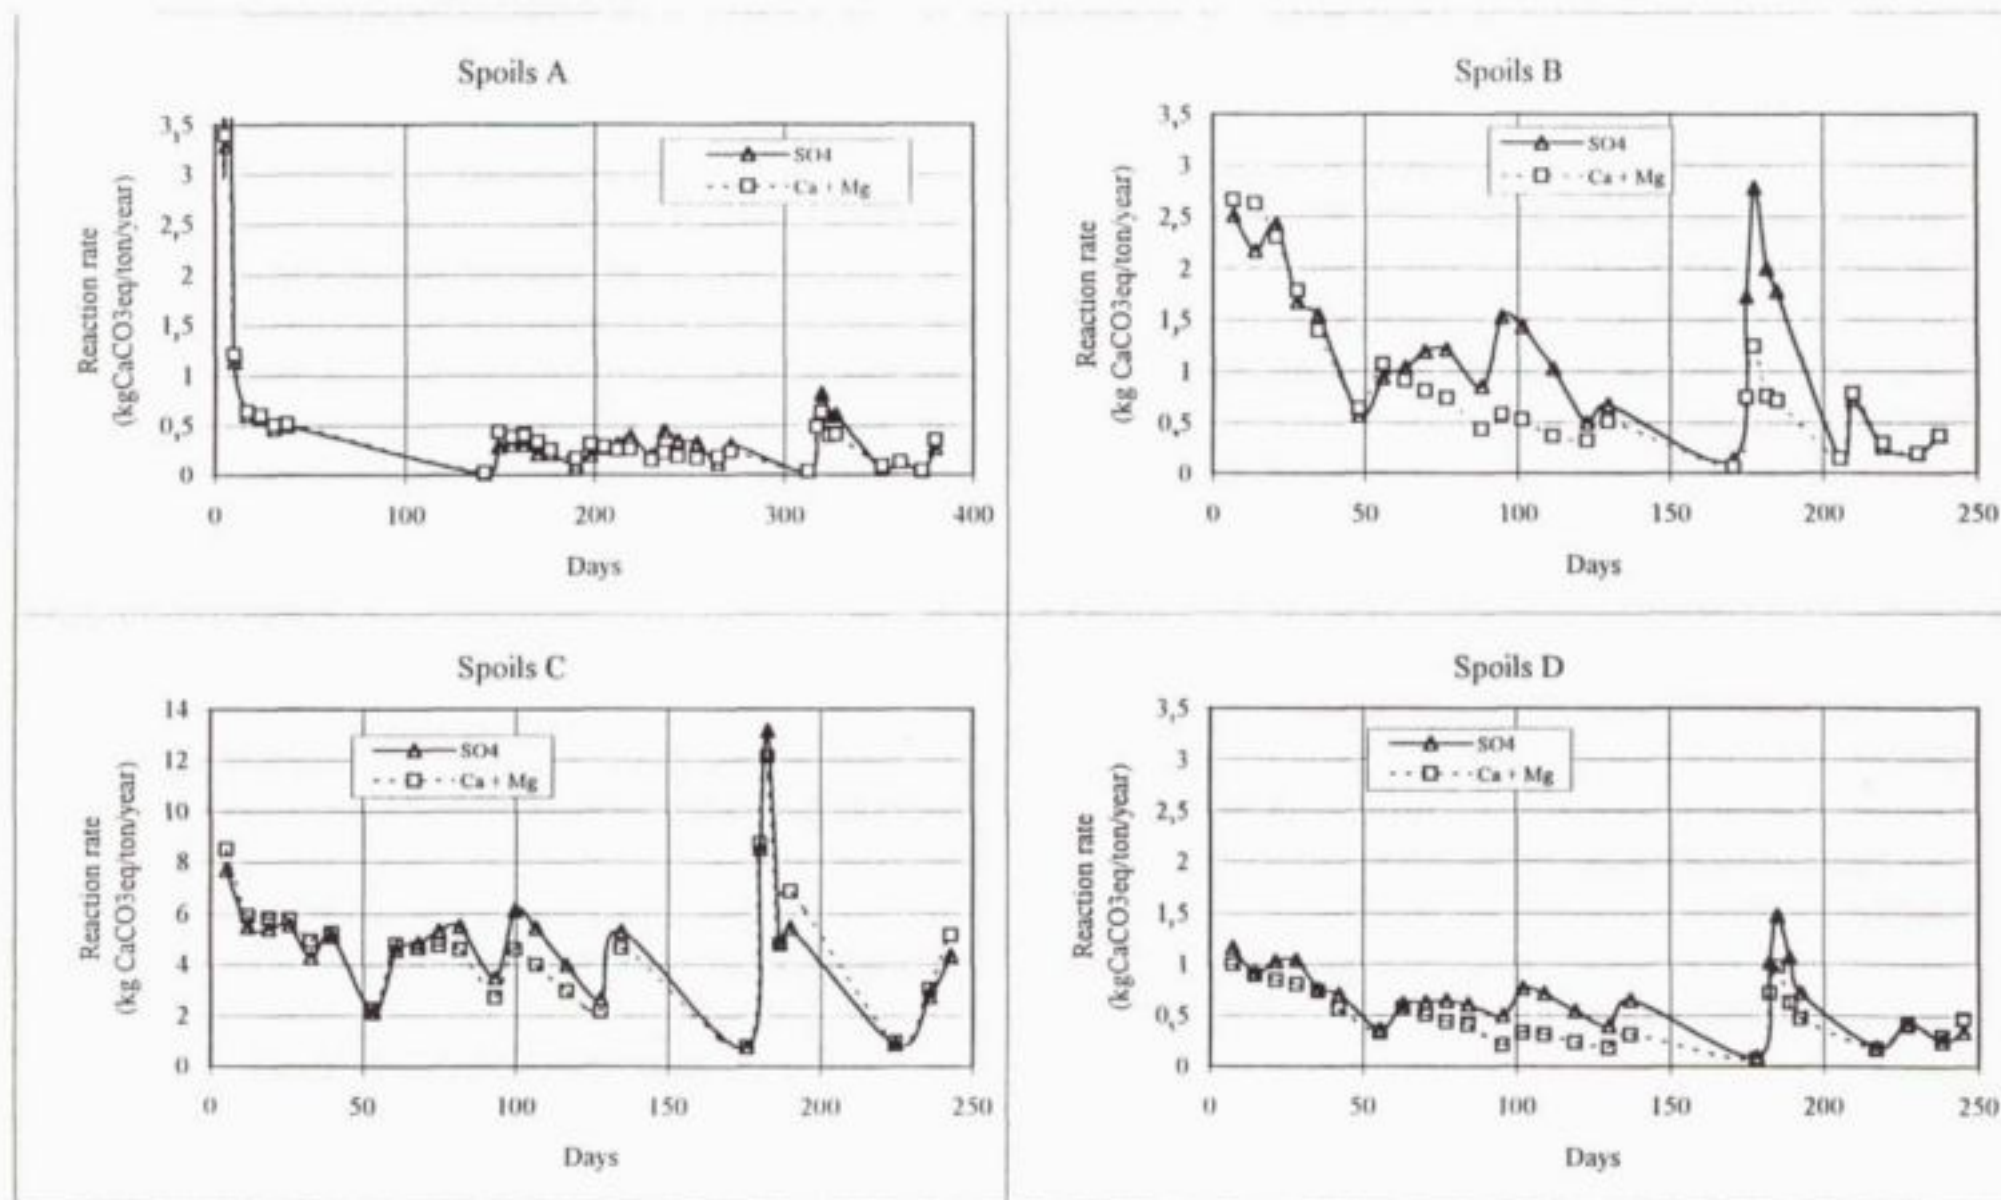 Spoils A
Reaction rate
(kgCaCO3eq/ton/year)
3,5
3
2,5
2
1,5
1
0,5
0
SO4
Ca + Mg
0 100 200 300 400
Days
Spoils B
Reaction rate
(kg CaCO3eq/ton/year)
3,5
3
2,5
2
1,5
1
0,5
0
SO4
Ca + Mg
0 50 100 150 200 250
Days
Spoils C
Reaction rate
(kg CaCO3eq/ton/year)
14
12
10
8
6
4
2
0
SO4
Ca + Mg
0 50 100 150 200 250
Days
Spoils D
Reaction rate
(kgCaCO3eq/ton/year)
3,5
3
2,5
2
1,5
1
0,5
0
SO4
Ca + Mg
0 50 100 150 200 250
Days